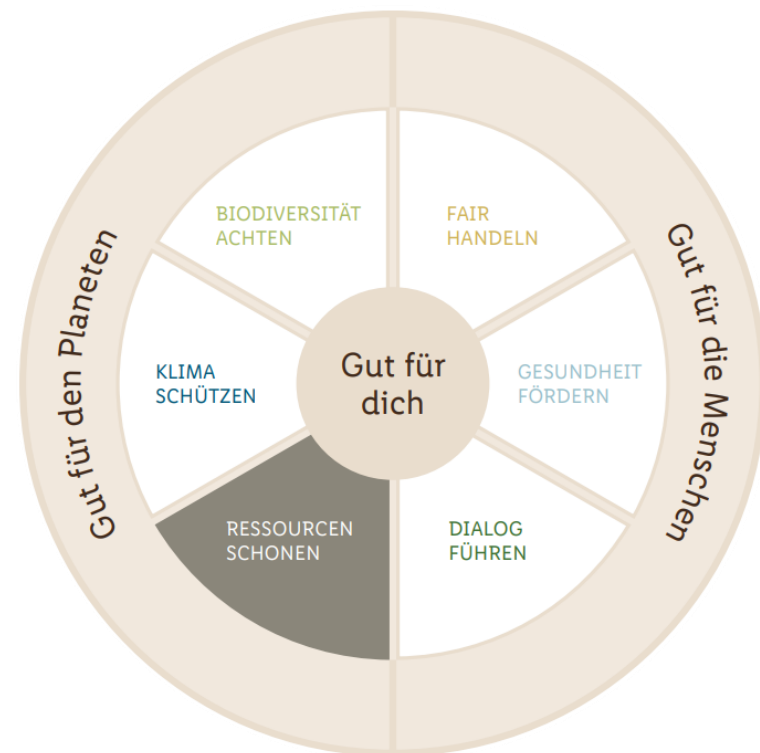 BIODIVERSITÄT
ACHTEN
FAIR
HANDELN
Gut für den Planeten
KLIMA
SCHÜTZEN
Gut für
dich
GESUNDHEIT
FÖRDERN
Gut für die Menschen
RESSOURCEN
SCHONEN
DIALOG
FÜHREN